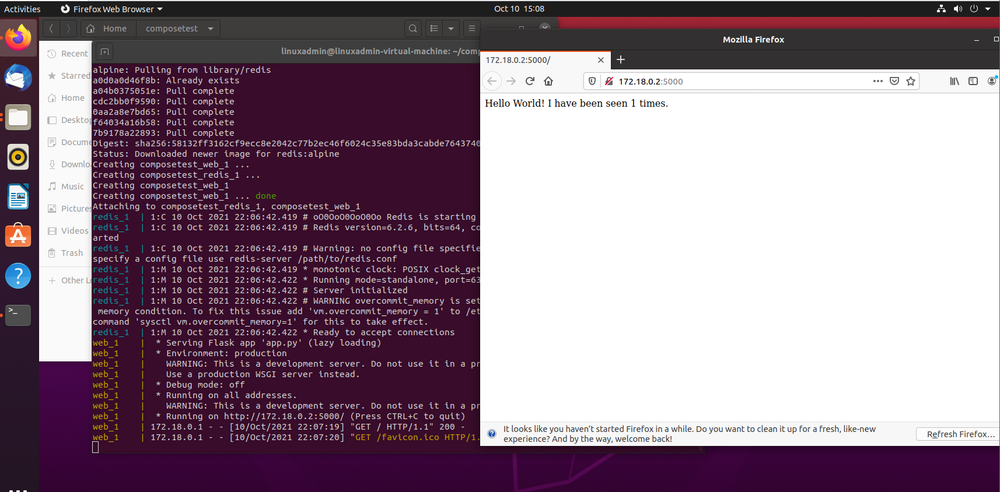 Activities
Firefox Web Browser
Oct 10 15:08
Home
composetest
Recent
Starred
Home
Deskto
Docume
Downlo
Music
Pictures
Videos
Trash
Other Lo
linuxadmin@linuxadmin-virtual-machine: ~/comp
alpine: Pulling from library/redis
a0d0a0d46f8b: Already exists
a04b0375051e: Pull complete
cdc2bb0f9590: Pull complete
0aa2a8e7bd65: Pull complete
f64034a16b58: Pull complete
7b9178a22893: Pull complete
Digest: sha256:58132ff3162cf9ecc8e2042c77b2ec46f6024c35e83bda3cabde7643740
Status: Downloaded newer image for redis:alpine
Creating composetest_web_1 ...
Creating composetest_redis_1 ...
Creating composetest_web_1
Creating composetest_web_1 ... done
Attaching to composetest_redis_1, composetest_web_1
redis_1 | 1:C 10 Oct 2021 22:06:42.419 # oO0OoO0OoO0Oo Redis is starting
redis_1 | 1:C 10 Oct 2021 22:06:42.419 # Redis version=6.2.6, bits=64, co
arted
redis_1 | 1:C 10 Oct 2021 22:06:42.419 # Warning: no config file specifie
specify a config file use redis-server /path/to/redis.conf
redis_1 | 1:M 10 Oct 2021 22:06:42.419 * monotonic clock: POSIX clock_get
redis_1 | 1:M 10 Oct 2021 22:06:42.422 * Running mode=standalone, port=63
redis_1 | 1:M 10 Oct 2021 22:06:42.422 # Server initialized
redis_1 | 1:M 10 Oct 2021 22:06:42.422 # WARNING overcommit_memory is set
memory condition. To fix this issue add 'vm.overcommit_memory = 1' to /et
command 'sysctl vm.overcommit_memory=1' for this to take effect.
redis_1 | 1:M 10 Oct 2021 22:06:42.422 * Ready to accept connections
web_1 | * Serving Flask app 'app.py' (lazy loading)
web_1 | * Environment: production
web_1 | WARNING: This is a development server. Do not use it in a pr
web_1 | Use a production WSGI server instead.
web_1 | * Debug mode: off
web_1 | * Running on all addresses.
web_1 | WARNING: This is a development server. Do not use it in a pr
web_1 | * Running on http://172.18.0.2:5000/ (Press CTRL+C to quit)
web_1 | 172.18.0.1 - - [10/Oct/2021 22:07:19] "GET / HTTP/1.1" 200 -
web_1 | 172.18.0.1 - - [10/Oct/2021 22:07:20] "GET /favicon.ico HTTP/1.
Mozilla Firefox
172.18.0.2:5000/
172.18.0.2:5000
Hello World! I have been seen 1 times.
It looks like you haven't started Firefox in a while. Do you want to clean it up for a fresh, like-new
experience? And by the way, welcome back!
Refresh Firefox...